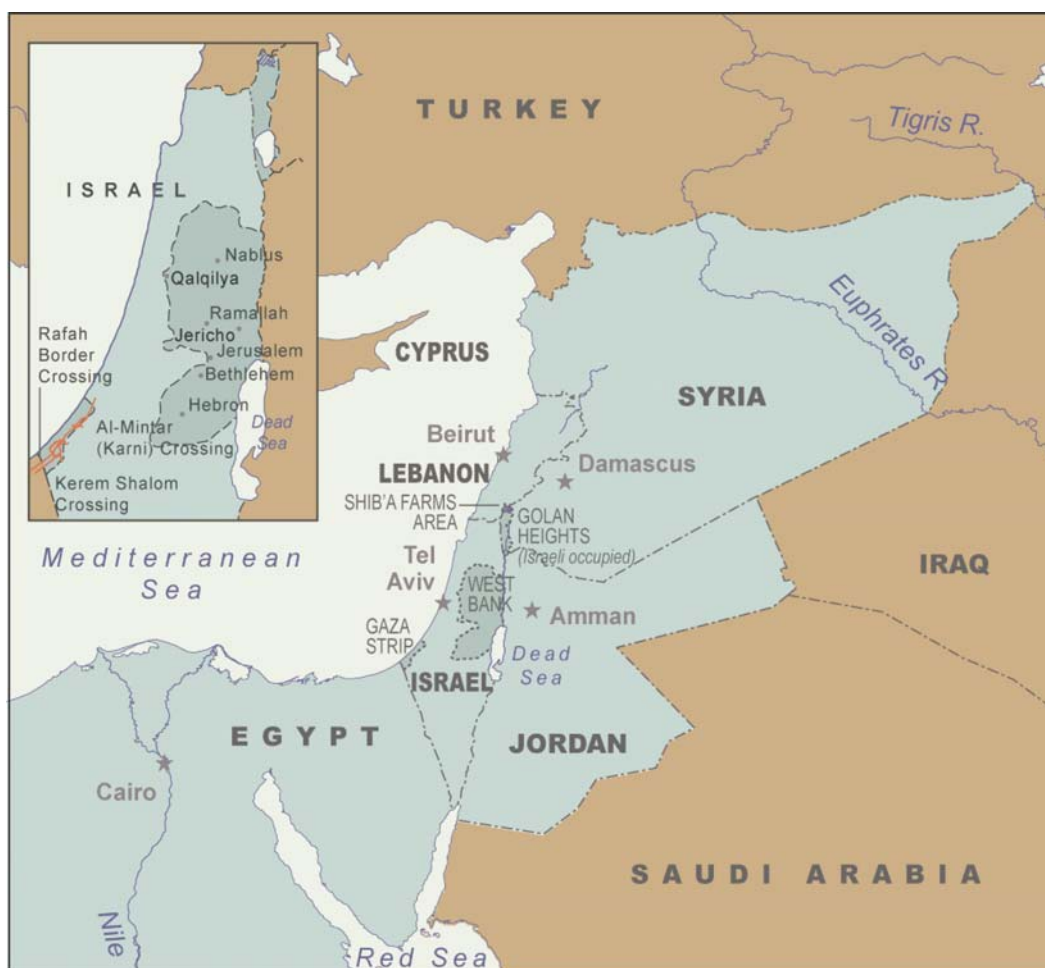 TURKEY
Tigris R.
ISRAEL
Nablus
Qalqilya
Ramallah
Jericho
Jerusalem
Bethlehem
Hebron
Rafah
Border
Crossing
Al-Mintar
(Karni) Crossing
Dead
Sea
Kerem Shalom
Crossing
Euphrates R.
CYPRUS
SYRIA
Beirut
Damascus
LEBANON
SHIB'A FARMS
AREA
GOLAN
HEIGHTS
(Israeli occupied)
Mediterranean
Sea
Tel
Aviv
WEST
BANK
IRAQ
Amman
GAZA
STRIP
Dead
Sea
ISRAEL
EGYPT
JORDAN
Cairo
SAUDI ARABIA
Nile
Red Sea